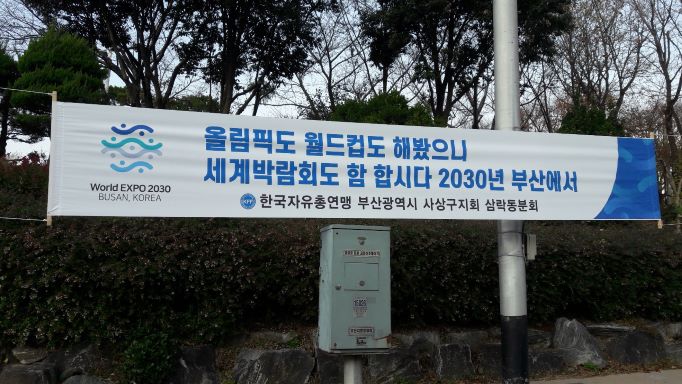 올림픽도 월드컵도 해봤으니
세계박람회도 함 합시다 2030년 부산에서
World EXPO 2030
BUSAN, KOREA
한국자유총연맹 부산광역시 사상구지회 삼락동분회